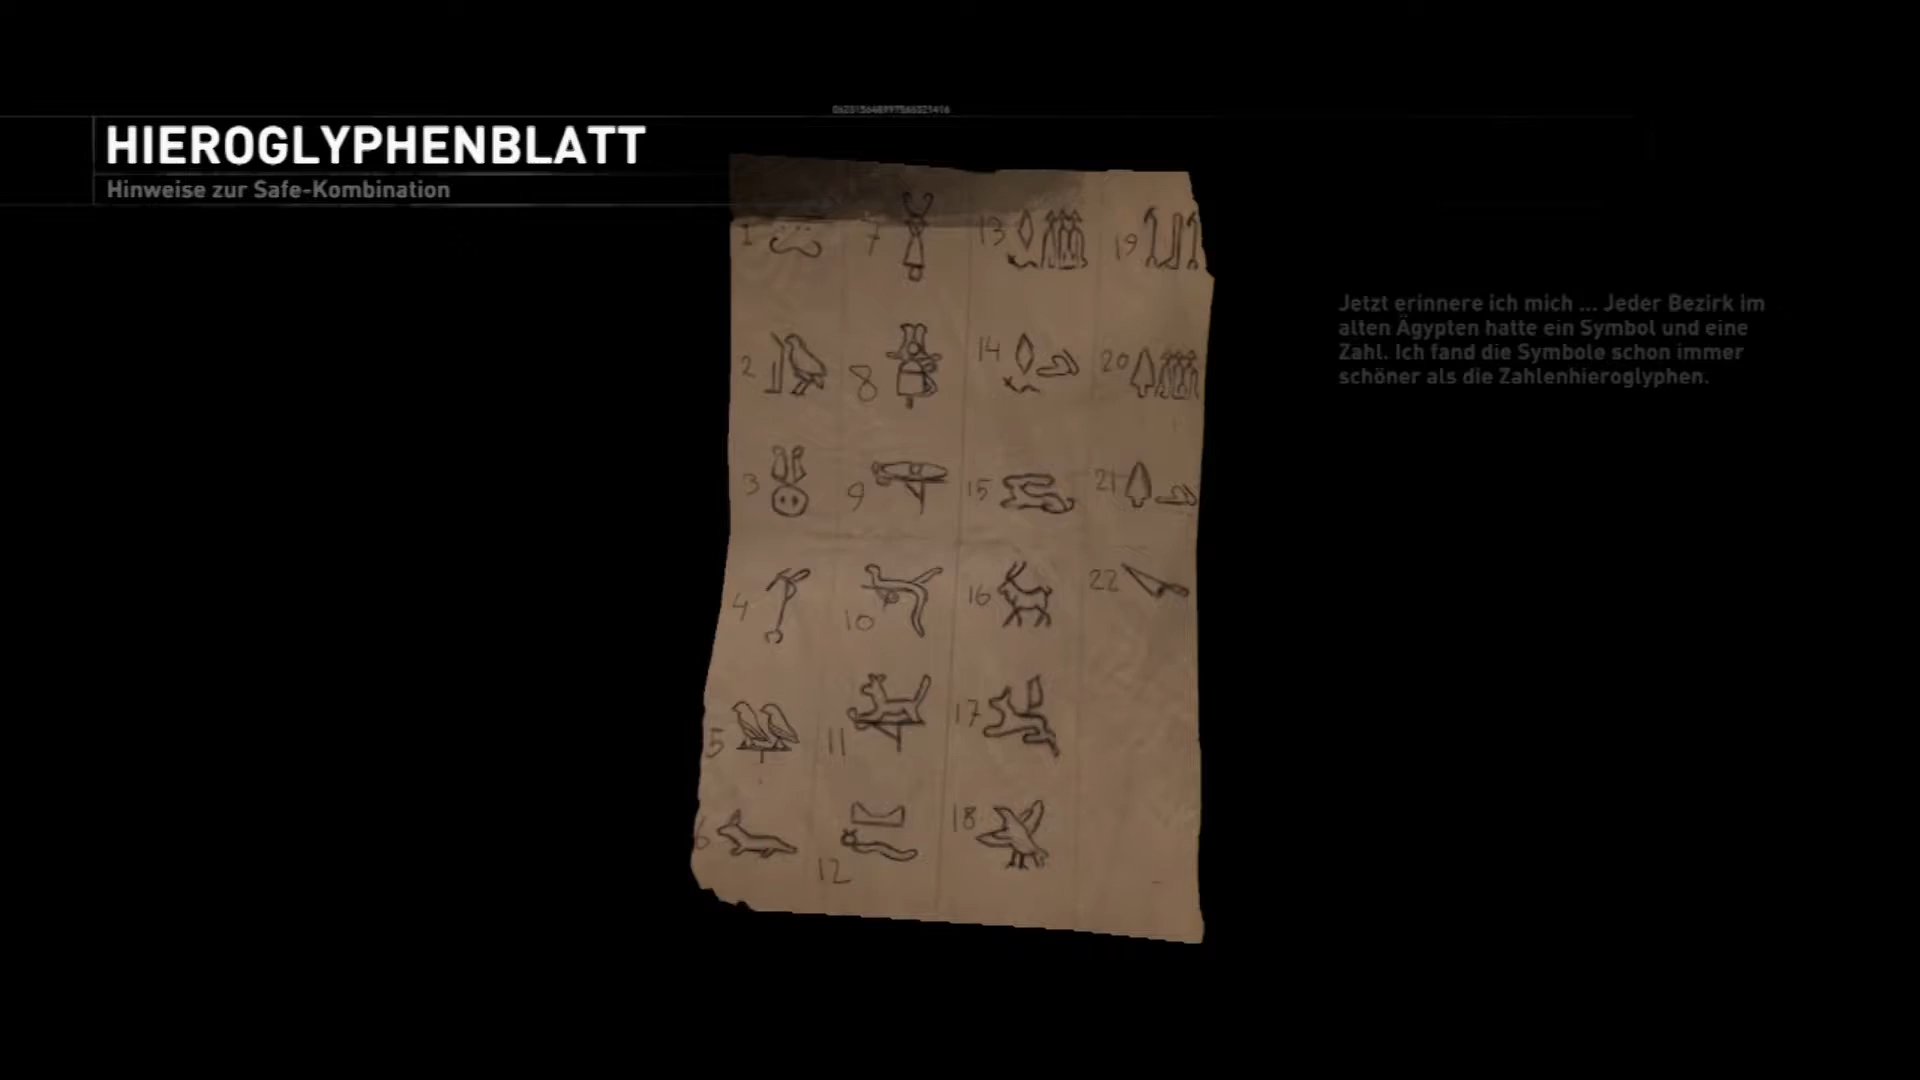 HIEROGLYPHENBLATT
Hinweise zur Safe-Kombination
1 7 13 19
2 8 14 20
3 9 15 21
4 10 16 22
5 11 17
6 12 18
Jetzt erinnere ich mich ... Jeder Bezirk im
alten Ägypten hatte ein Symbol und eine
Zahl. Ich fand die Symbole schon immer
schöner als die Zahlenhieroglyphen.